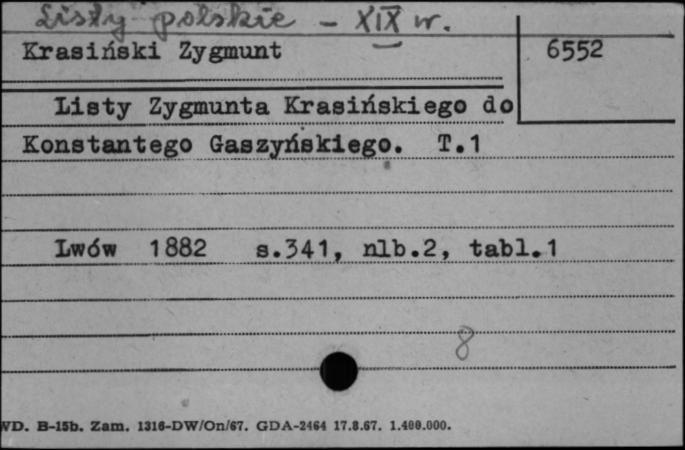 Listy polskie - XIX w.
Krasiński Zygmunt
6552
Listy Zygmunta Krasińskiego do
Konstantego Gaszyńskiego. T.1
Lwów 1882 s.341, nlb.2, tabl.1
8
WD. B-15b. Zam. 1316-DW/On/67. GDA-2464 17.8.67. 1.400.000.